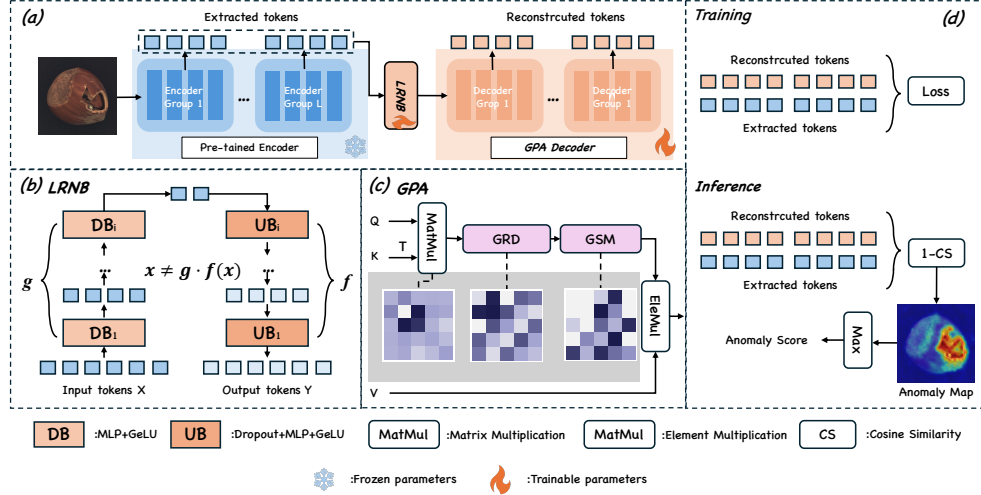 (a)
Extracted tokens
Reconstrcuted tokens
Encoder
Group 1
...
Encoder
Group L
LRNB
Decoder
Grop 1
...
Decoder
Group 1
Pre-tained Encoder
GPA Decoder
Training
(d)
Reconstrcuted tokens
Extracted tokens
Loss
Inference
Reconstrcuted tokens
Extracted tokens
1-CS
Max
Anomaly Score
Anomaly Map
(b) LRNB
DBi
UBi
...
...
g
x ≠ g · f(x)
f
DB1
UB1
Input tokens X
Output tokens Y
(c) GPA
Q
K
T
MatMul
GRD
GSM
EleMul
V
DB :MLP+GeLU
UB :Dropout+MLP+GeLU
MatMul :Matrix Multiplication
MatMul :Element Multiplication
CS :Cosine Similarity
:Frozen parameters
:Trainable parameters